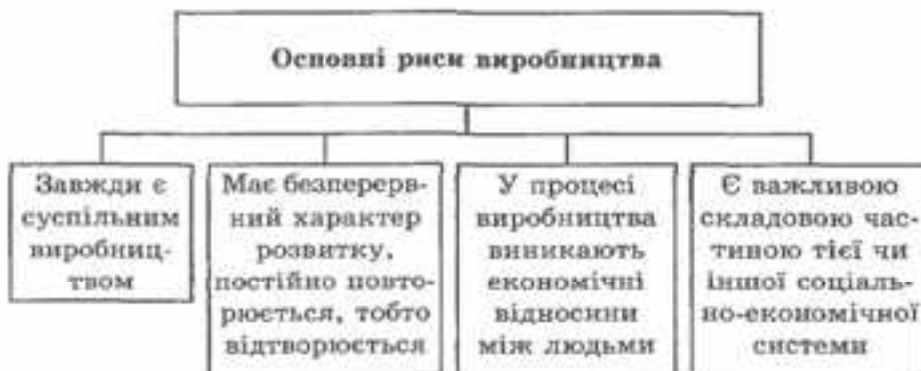 Основні риси виробництва
Завжди є
суспільним
виробниц-
твом
Має безперерв-
ний характер
розвитку,
постійно повто-
рюється, тобто
відтворюється
У процесі
виробництва
виникають
економічні
відносини
між людьми
Є важливою
складовою час-
тиною тієї чи
іншої соціаль-
но-економічної
системи